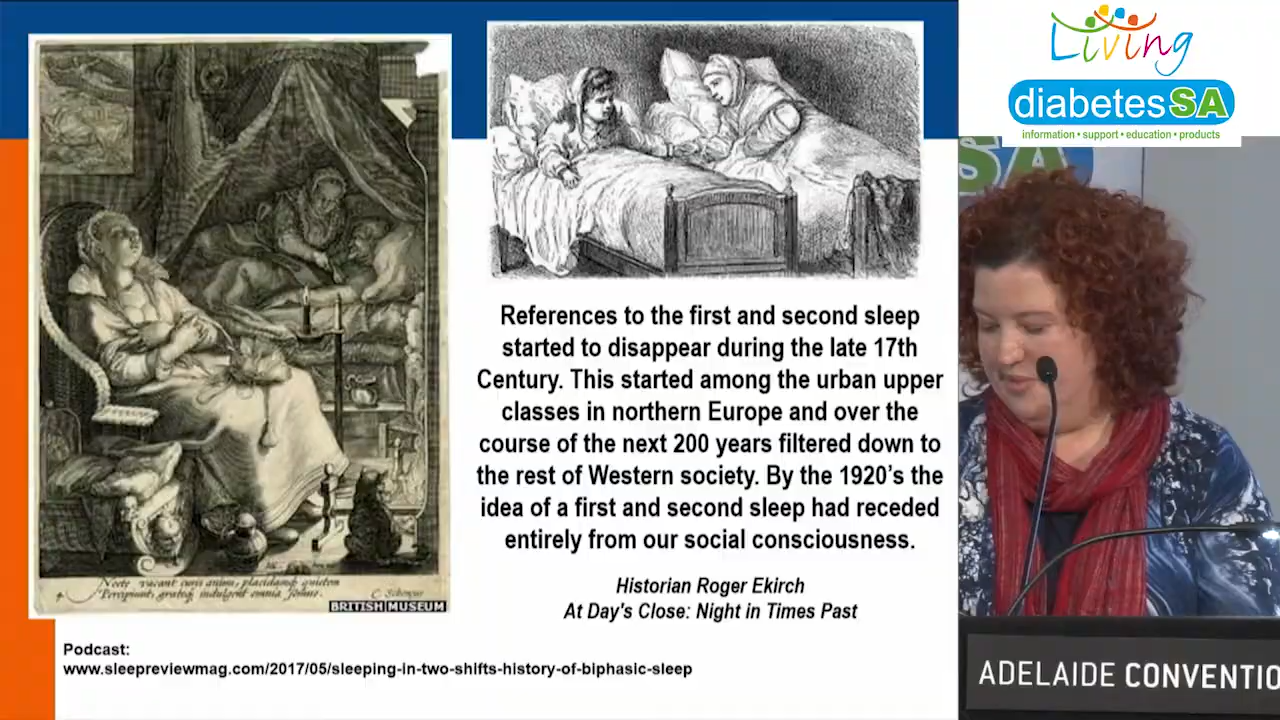 References to the first and second sleep
started to disappear during the late 17th
Century. This started among the urban upper
classes in northern Europe and over the
course of the next 200 years filtered down to
the rest of Western society. By the 1920's the
idea of a first and second sleep had receded
entirely from our social consciousness.
Historian Roger Ekirch
At Day's Close: Night in Times Past
BRITISH MUSEUM
Podcast:
www.sleepreviewmag.com/2017/05/sleeping-in-two-shifts-history-of-biphasic-sleep
Living
diabetesSA
information • support • education • products
SA
ADELAIDE CONVENTIO